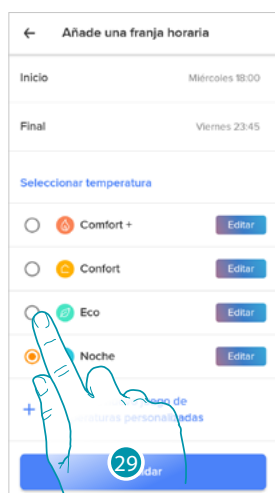 Añade una franja horaria
Inicio Miércoles 18:00
Final Viernes 23:45
Seleccionar temperatura
Comfort + Editar
Confort Editar
Eco Editar
Noche Editar
+ de
personalizadas
29